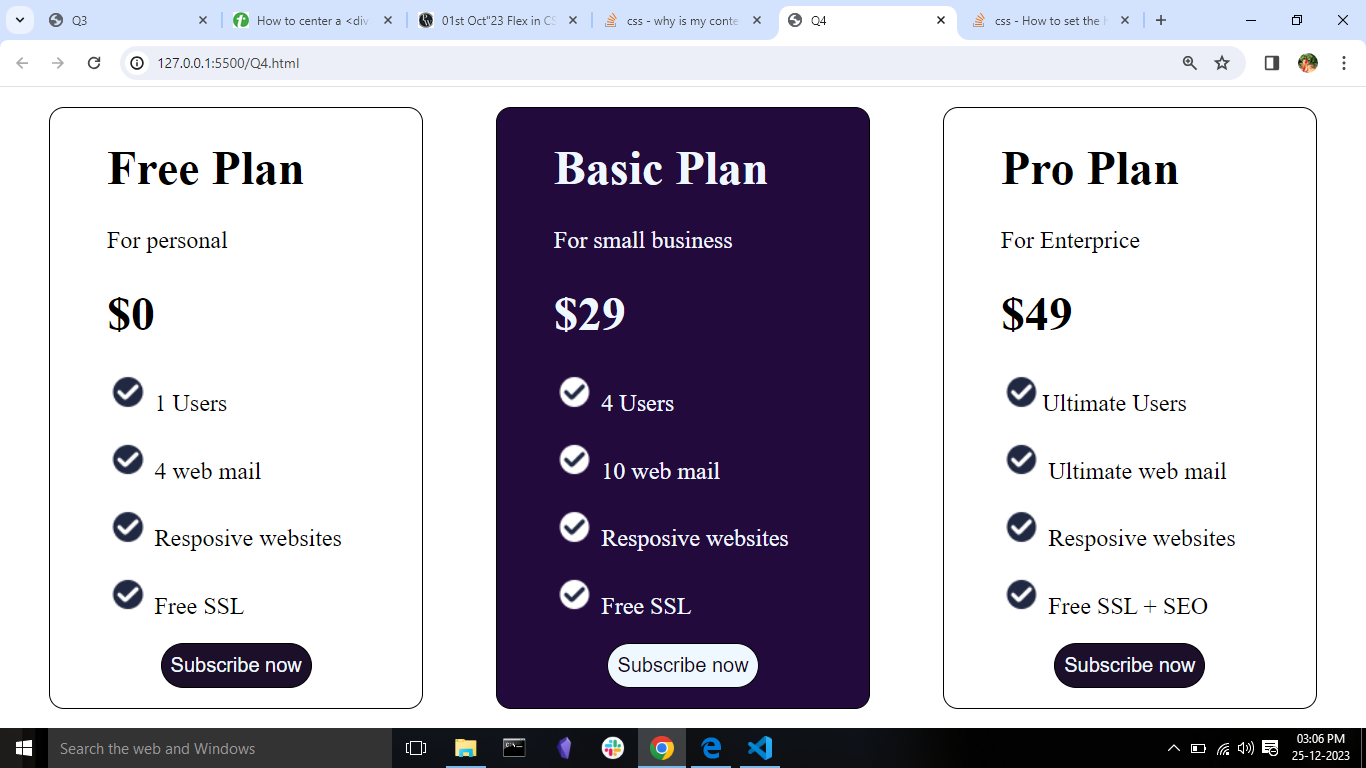 Q3
How to center a <div
01st Oct"23 Flex in CS
css - why is my conte
Q4
css - How to set the h
127.0.0.1:5500/Q4.html
Free Plan
For personal
$0
1 Users
4 web mail
Resposive websites
Free SSL
Subscribe now
Basic Plan
For small business
$29
4 Users
10 web mail
Resposive websites
Free SSL
Subscribe now
Pro Plan
For Enterprice
$49
Ultimate Users
Ultimate web mail
Resposive websites
Free SSL + SEO
Subscribe now
Search the web and Windows
03:06 PM
25-12-2023